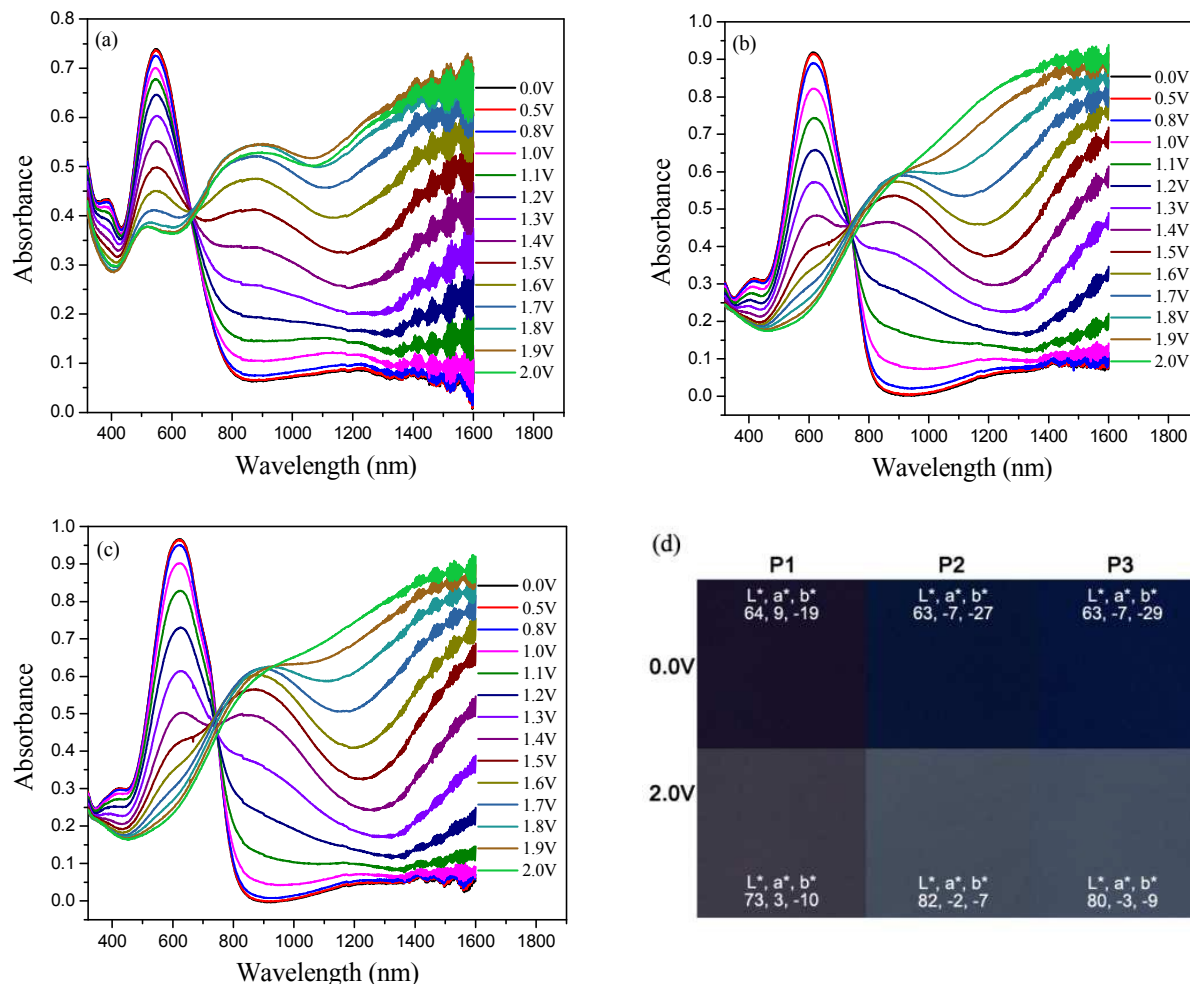 (a)
0.8
0.7
0.6
0.5
0.4
0.3
0.2
0.1
0.0
Absorbance
400 600 800 1000 1200 1400 1600 1800
Wavelength (nm)
0.0V
0.5V
0.8V
1.0V
1.1V
1.2V
1.3V
1.4V
1.5V
1.6V
1.7V
1.8V
1.9V
2.0V
(b)
1.0
0.9
0.8
0.7
0.6
0.5
0.4
0.3
0.2
0.1
0.0
Absorbance
400 600 800 1000 1200 1400 1600 1800
Wavelength (nm)
0.0V
0.5V
0.8V
1.0V
1.1V
1.2V
1.3V
1.4V
1.5V
1.6V
1.7V
1.8V
1.9V
2.0V
(c)
1.0
0.9
0.8
0.7
0.6
0.5
0.4
0.3
0.2
0.1
0.0
Absorbance
400 600 800 1000 1200 1400 1600 1800
Wavelength (nm)
0.0V
0.5V
0.8V
1.0V
1.1V
1.2V
1.3V
1.4V
1.5V
1.6V
1.7V
1.8V
1.9V
2.0V
(d)
P1 P2 P3
L*, a*, b* L*, a*, b* L*, a*, b*
64, 9, -19 63, -7, -27 63, -7, -29
0.0V
2.0V
L*, a*, b* L*, a*, b* L*, a*, b*
73, 3, -10 82, -2, -7 80, -3, -9